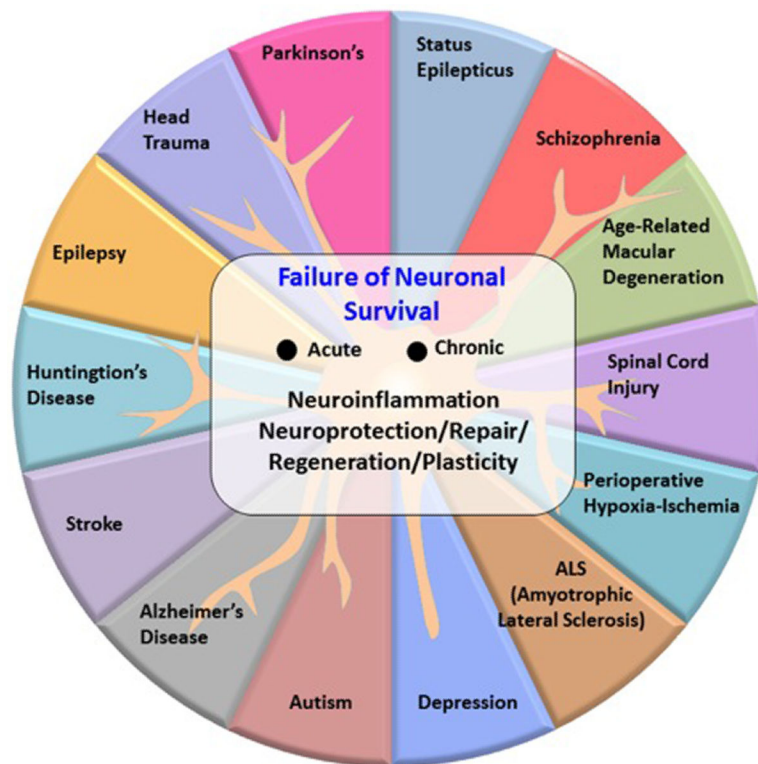 Parkinson's
Status
Epilepticus
Head
Trauma
Schizophrenia
Age-Related
Macular
Degeneration
Epilepsy
Failure of Neuronal
Survival
Acute
Chronic
Neuroinflammation
Neuroprotection/Repair/
Regeneration/Plasticity
Huntingtion's
Disease
Spinal Cord
Injury
Perioperative
Hypoxia-Ischemia
Stroke
ALS
(Amyotrophic
Lateral Sclerosis)
Alzheimer's
Disease
Autism
Depression